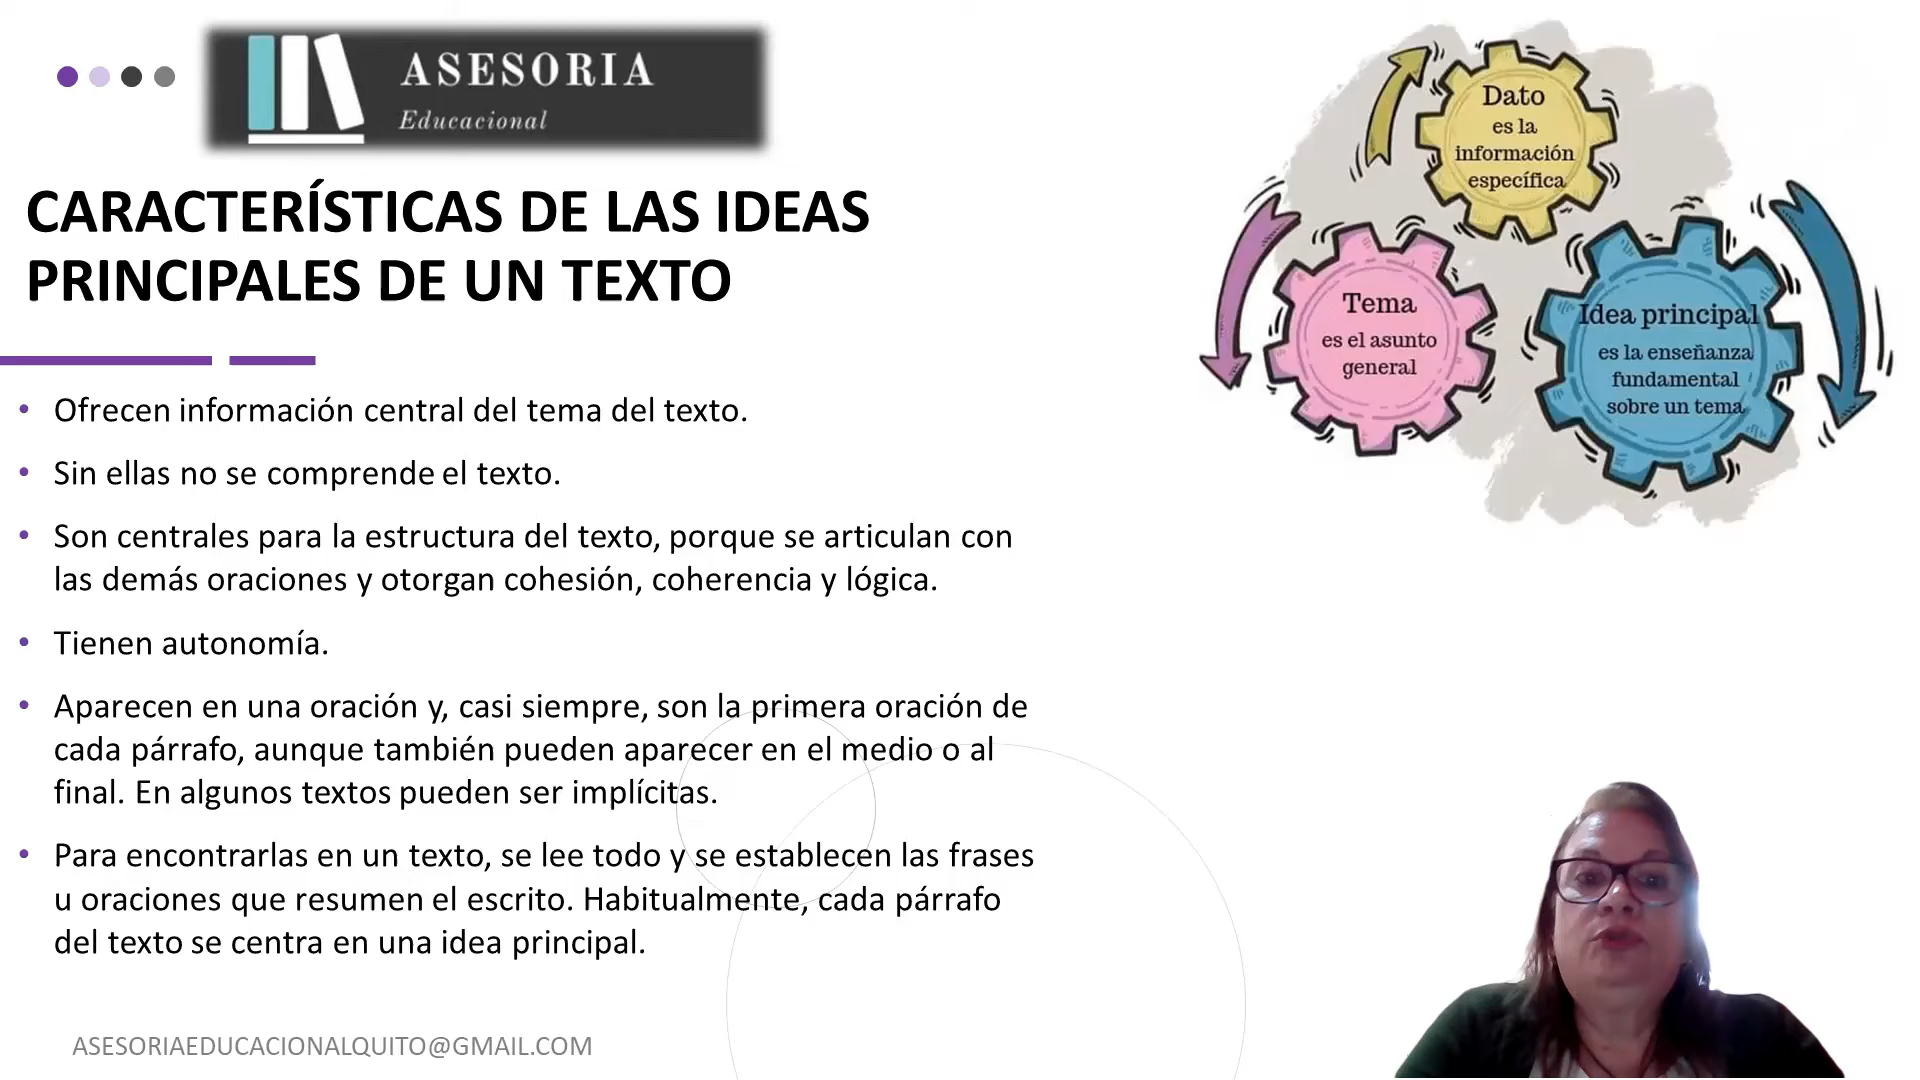 ASESORIA
Educacional
CARACTERÍSTICAS DE LAS IDEAS
PRINCIPALES DE UN TEXTO
• Ofrecen información central del tema del texto.
• Sin ellas no se comprende el texto.
• Son centrales para la estructura del texto, porque se articulan con
las demás oraciones y otorgan cohesión, coherencia y lógica.
• Tienen autonomía.
• Aparecen en una oración y, casi siempre, son la primera oración de
cada párrafo, aunque también pueden aparecer en el medio o al
final. En algunos textos pueden ser implícitas.
• Para encontrarlas en un texto, se lee todo y se establecen las frases
u oraciones que resumen el escrito. Habitualmente, cada párrafo
del texto se centra en una idea principal.
ASESORIAEDUCACIONALQUITO@GMAIL.COM
Dato
es la
información
específica
Tema
es el asunto
general
Idea principal
es la enseñanza
fundamental
sobre un tema